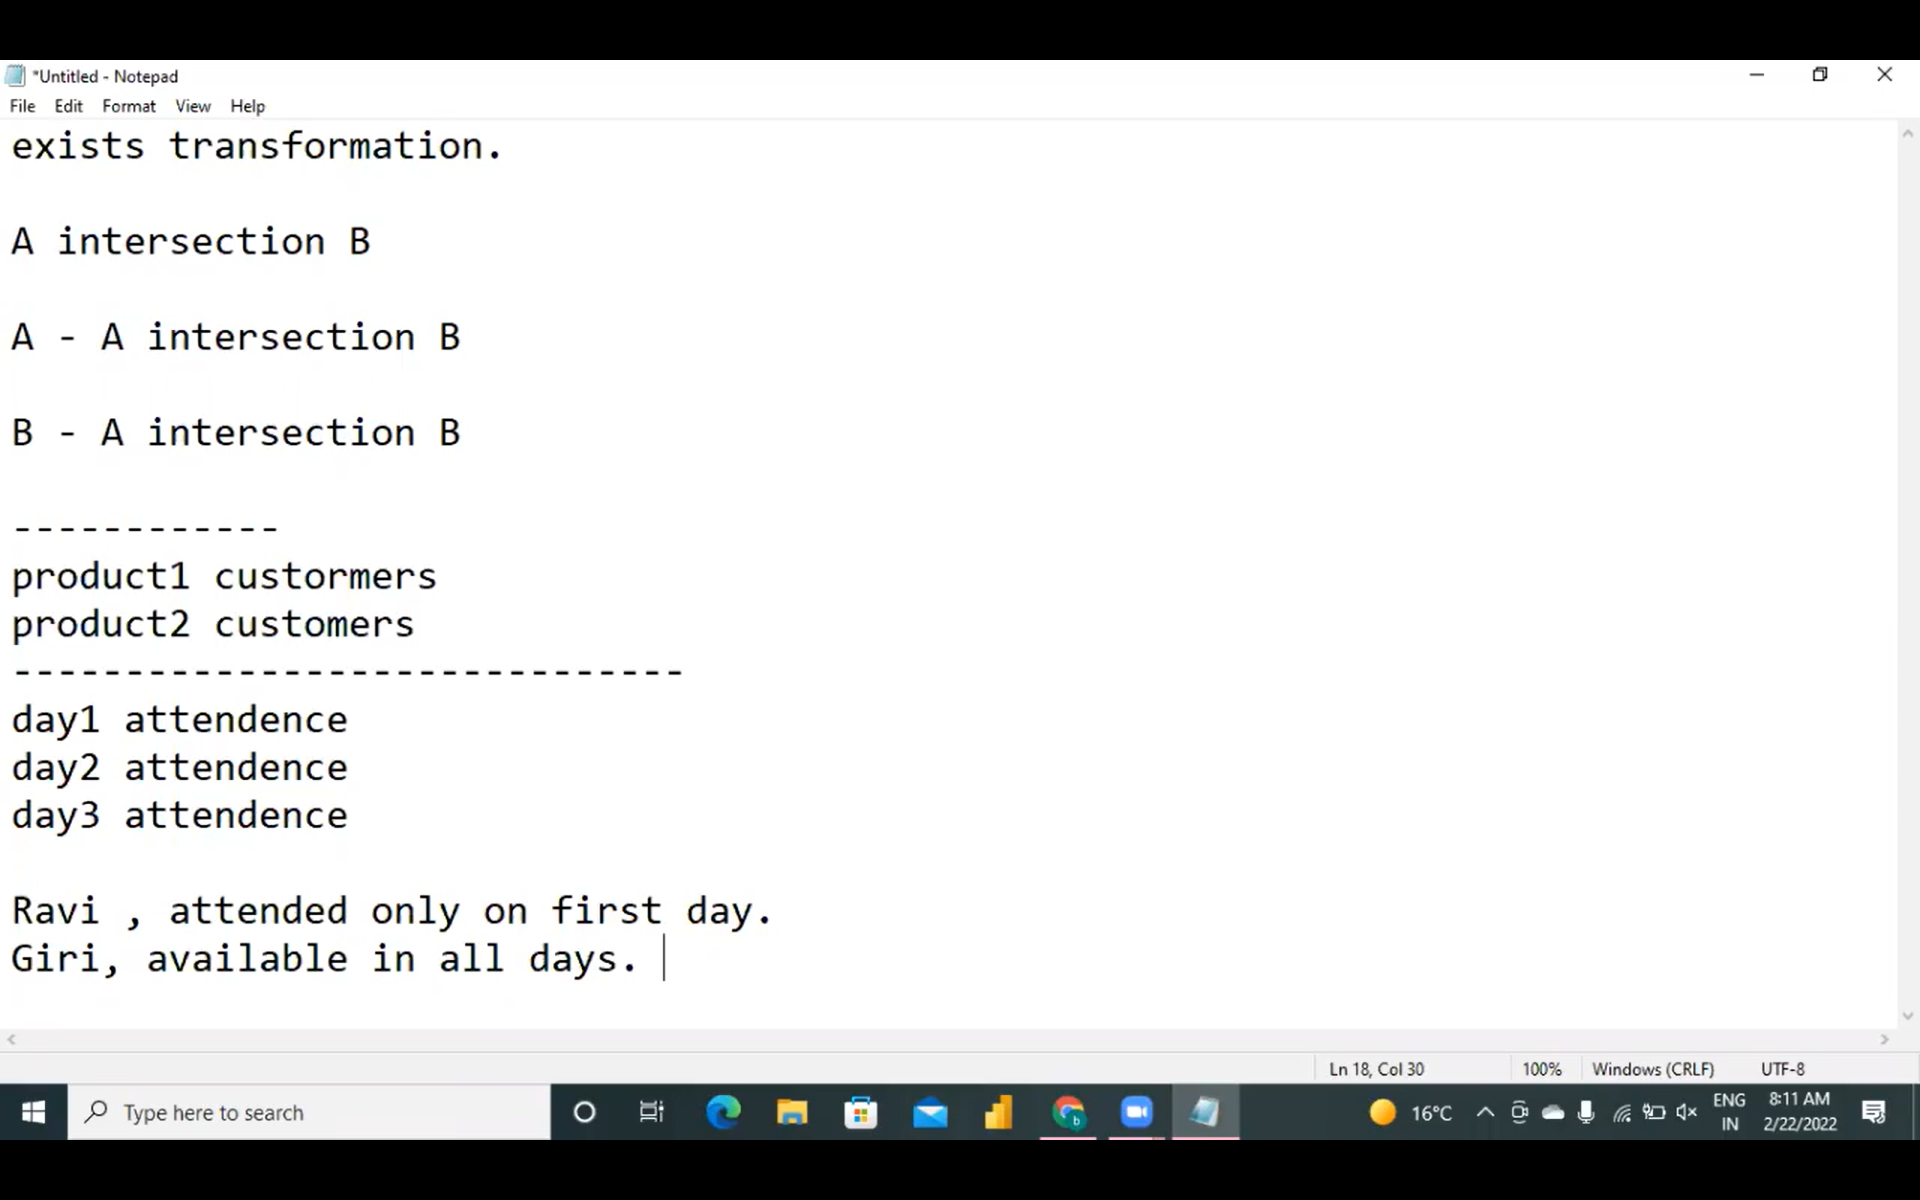 *Untitled - Notepad
File Edit Format View Help
exists transformation.
A intersection B
A - A intersection B
B - A intersection B
------------
product1 custormers
product2 customers
------------------------------
day1 attendence
day2 attendence
day3 attendence
Ravi , attended only on first day.
Giri, available in all days.
Ln 18, Col 30 100% Windows (CRLF) UTF-8
Type here to search
16°C
ENG
IN
8:11 AM
2/22/2022